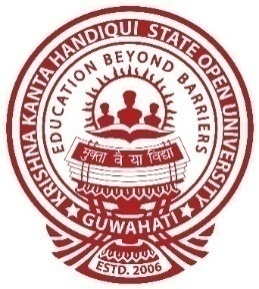 KRISHNA KANTA HANDIQUI STATE OPEN UNIVERSITY
EDUCATION BEYOND BARRIERS
मुक्ता वै या विद्या
★ GUWAHATI ★
ESTD. 2006